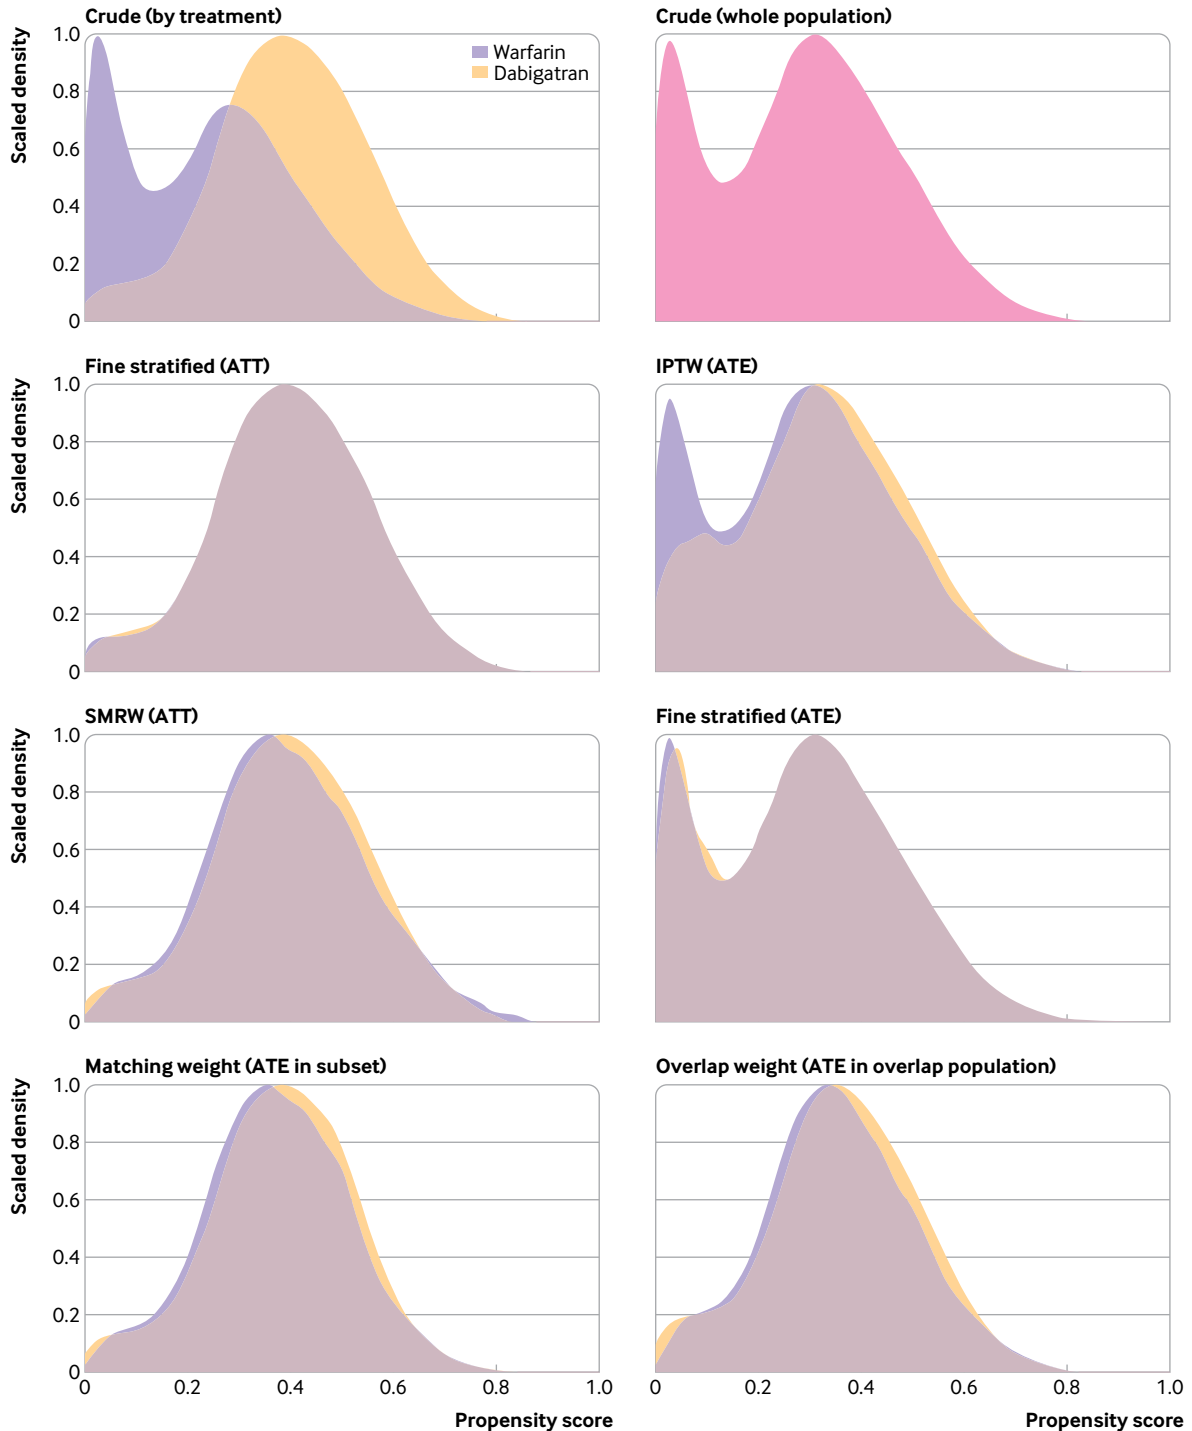 Crude (by treatment)
Scaled density
1.0
0.8
0.6
0.4
0.2
0
Warfarin
Dabigatran
Crude (whole population)
Fine stratified (ATT)
Scaled density
1.0
0.8
0.6
0.4
0.2
0
IPTW (ATE)
SMRW (ATT)
Scaled density
1.0
0.8
0.6
0.4
0.2
0
Fine stratified (ATE)
Matching weight (ATE in subset)
Scaled density
1.0
0.8
0.6
0.4
0.2
0
0 0.2 0.4 0.6 0.8 1.0
Propensity score
Overlap weight (ATE in overlap population)
0 0.2 0.4 0.6 0.8 1.0
Propensity score